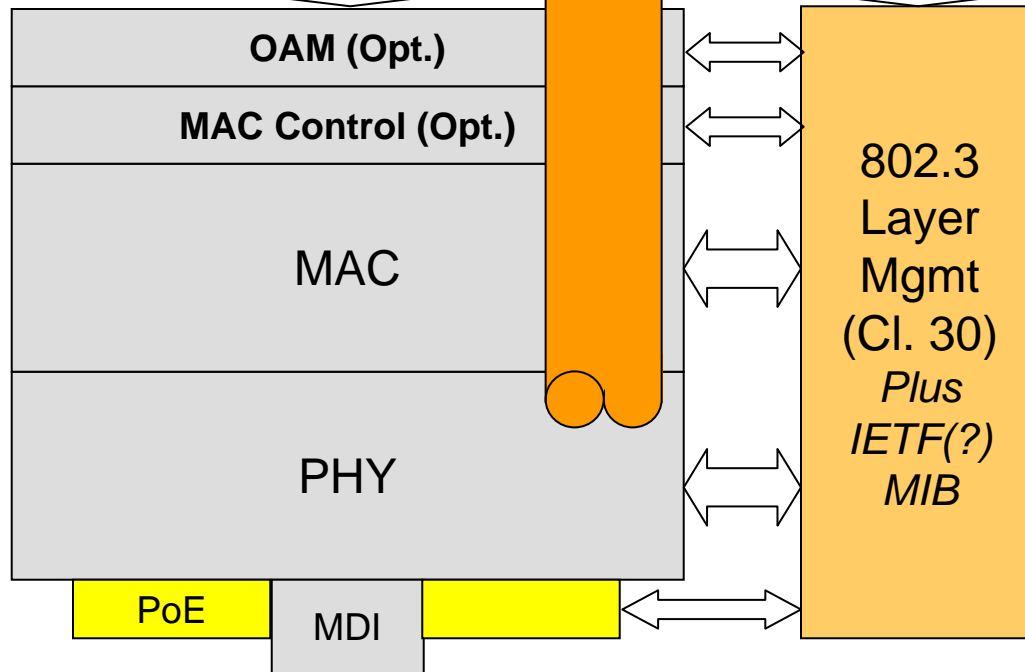 OAM (Opt.)
MAC Control (Opt.)
MAC
PHY
PoE
MDI
802.3
Layer
Mgmt
(Cl. 30)
Plus
IETF(?)
MIB